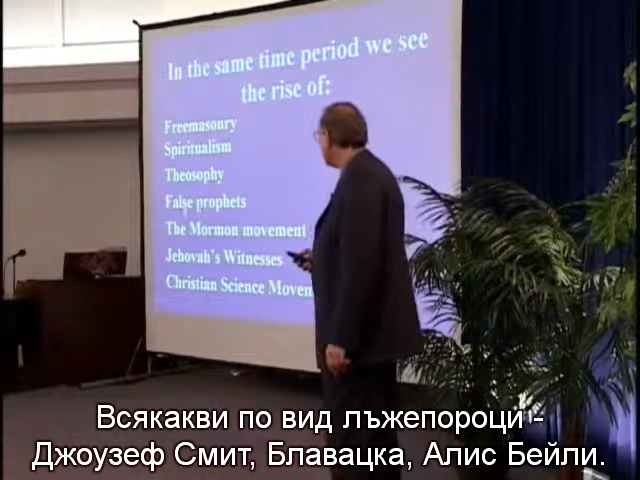 In the same time period we see
the rise of:
Freemasonry
Spiritualism
Theosophy
False prophets
The Mormon movement
Jehovah's Witnesses
Christian Science Movem
Всякакви по вид лъжепороци -
Джоузеф Смит, Блавацка, Алис Бейли.